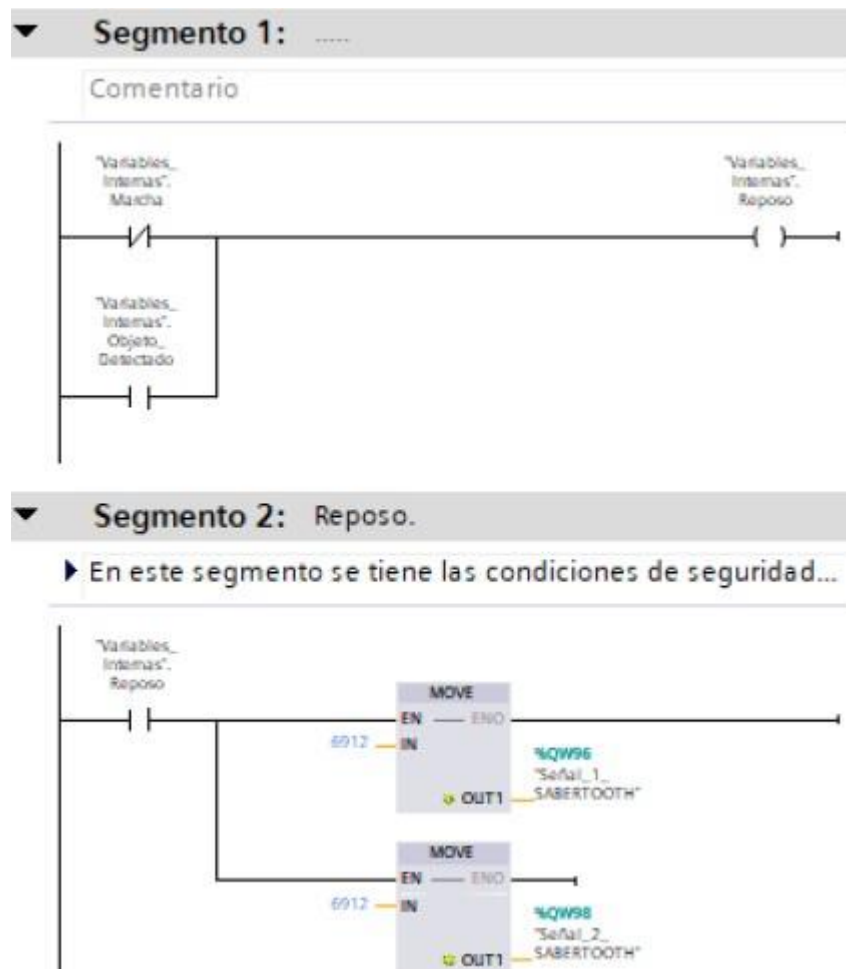 Segmento 1: .....
Comentario
"Variables_
Internas".
Marcha
"Variables_
Internas".
Reposo
"Variables_
Internas".
Objeto_
Detectado
Segmento 2: Reposo.
En este segmento se tiene las condiciones de seguridad...
"Variables_
Internas".
Reposo
MOVE
EN ENO
6912 IN
%QW96
"Señal_1_
OUT1 SABERTOOTH"
MOVE
EN ENO
6912 IN
%QW98
"Señal_2_
OUT1 SABERTOOTH"